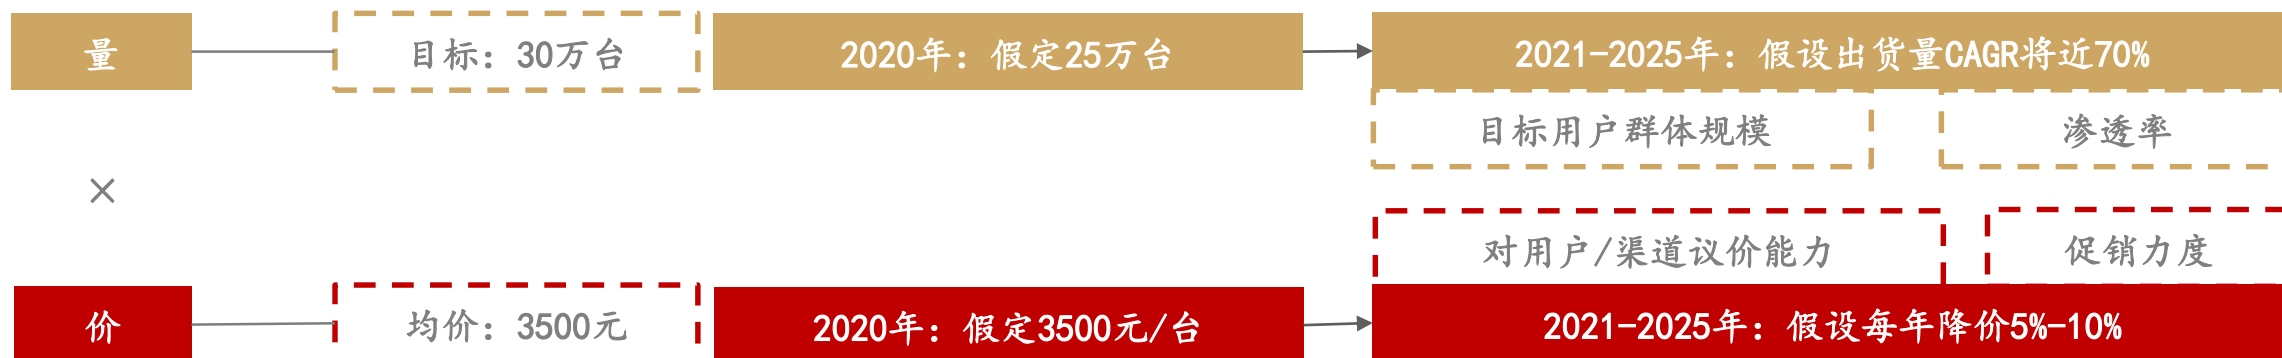 量
目标：30万台
2020年：假定25万台
2021-2025年：假设出货量CAGR将近70%
目标用户群体规模
渗透率
×
对用户/渠道议价能力
促销力度
价
均价：3500元
2020年：假定3500元/台
2021-2025年：假设每年降价5%-10%